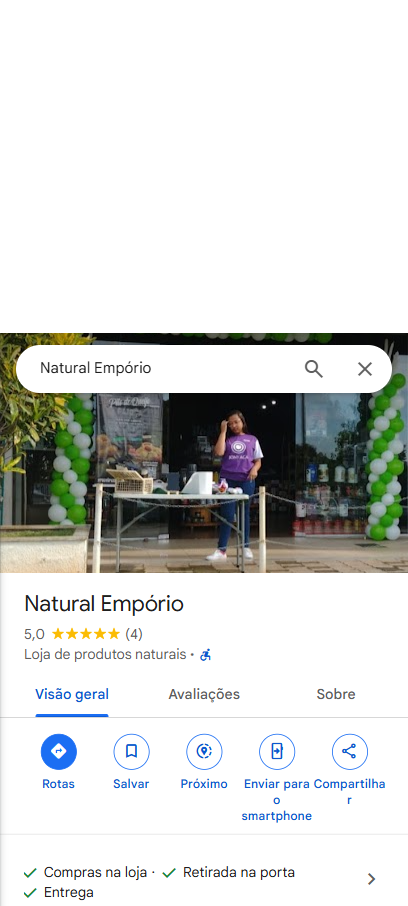 Natural Empório
Natural Empório
5,0 (4)
Loja de produtos naturais ·
Visão geral Avaliações Sobre
Rotas Salvar Próximo Enviar para o smartphone Compartilhar
Compras na loja · Retirada na porta
Entrega